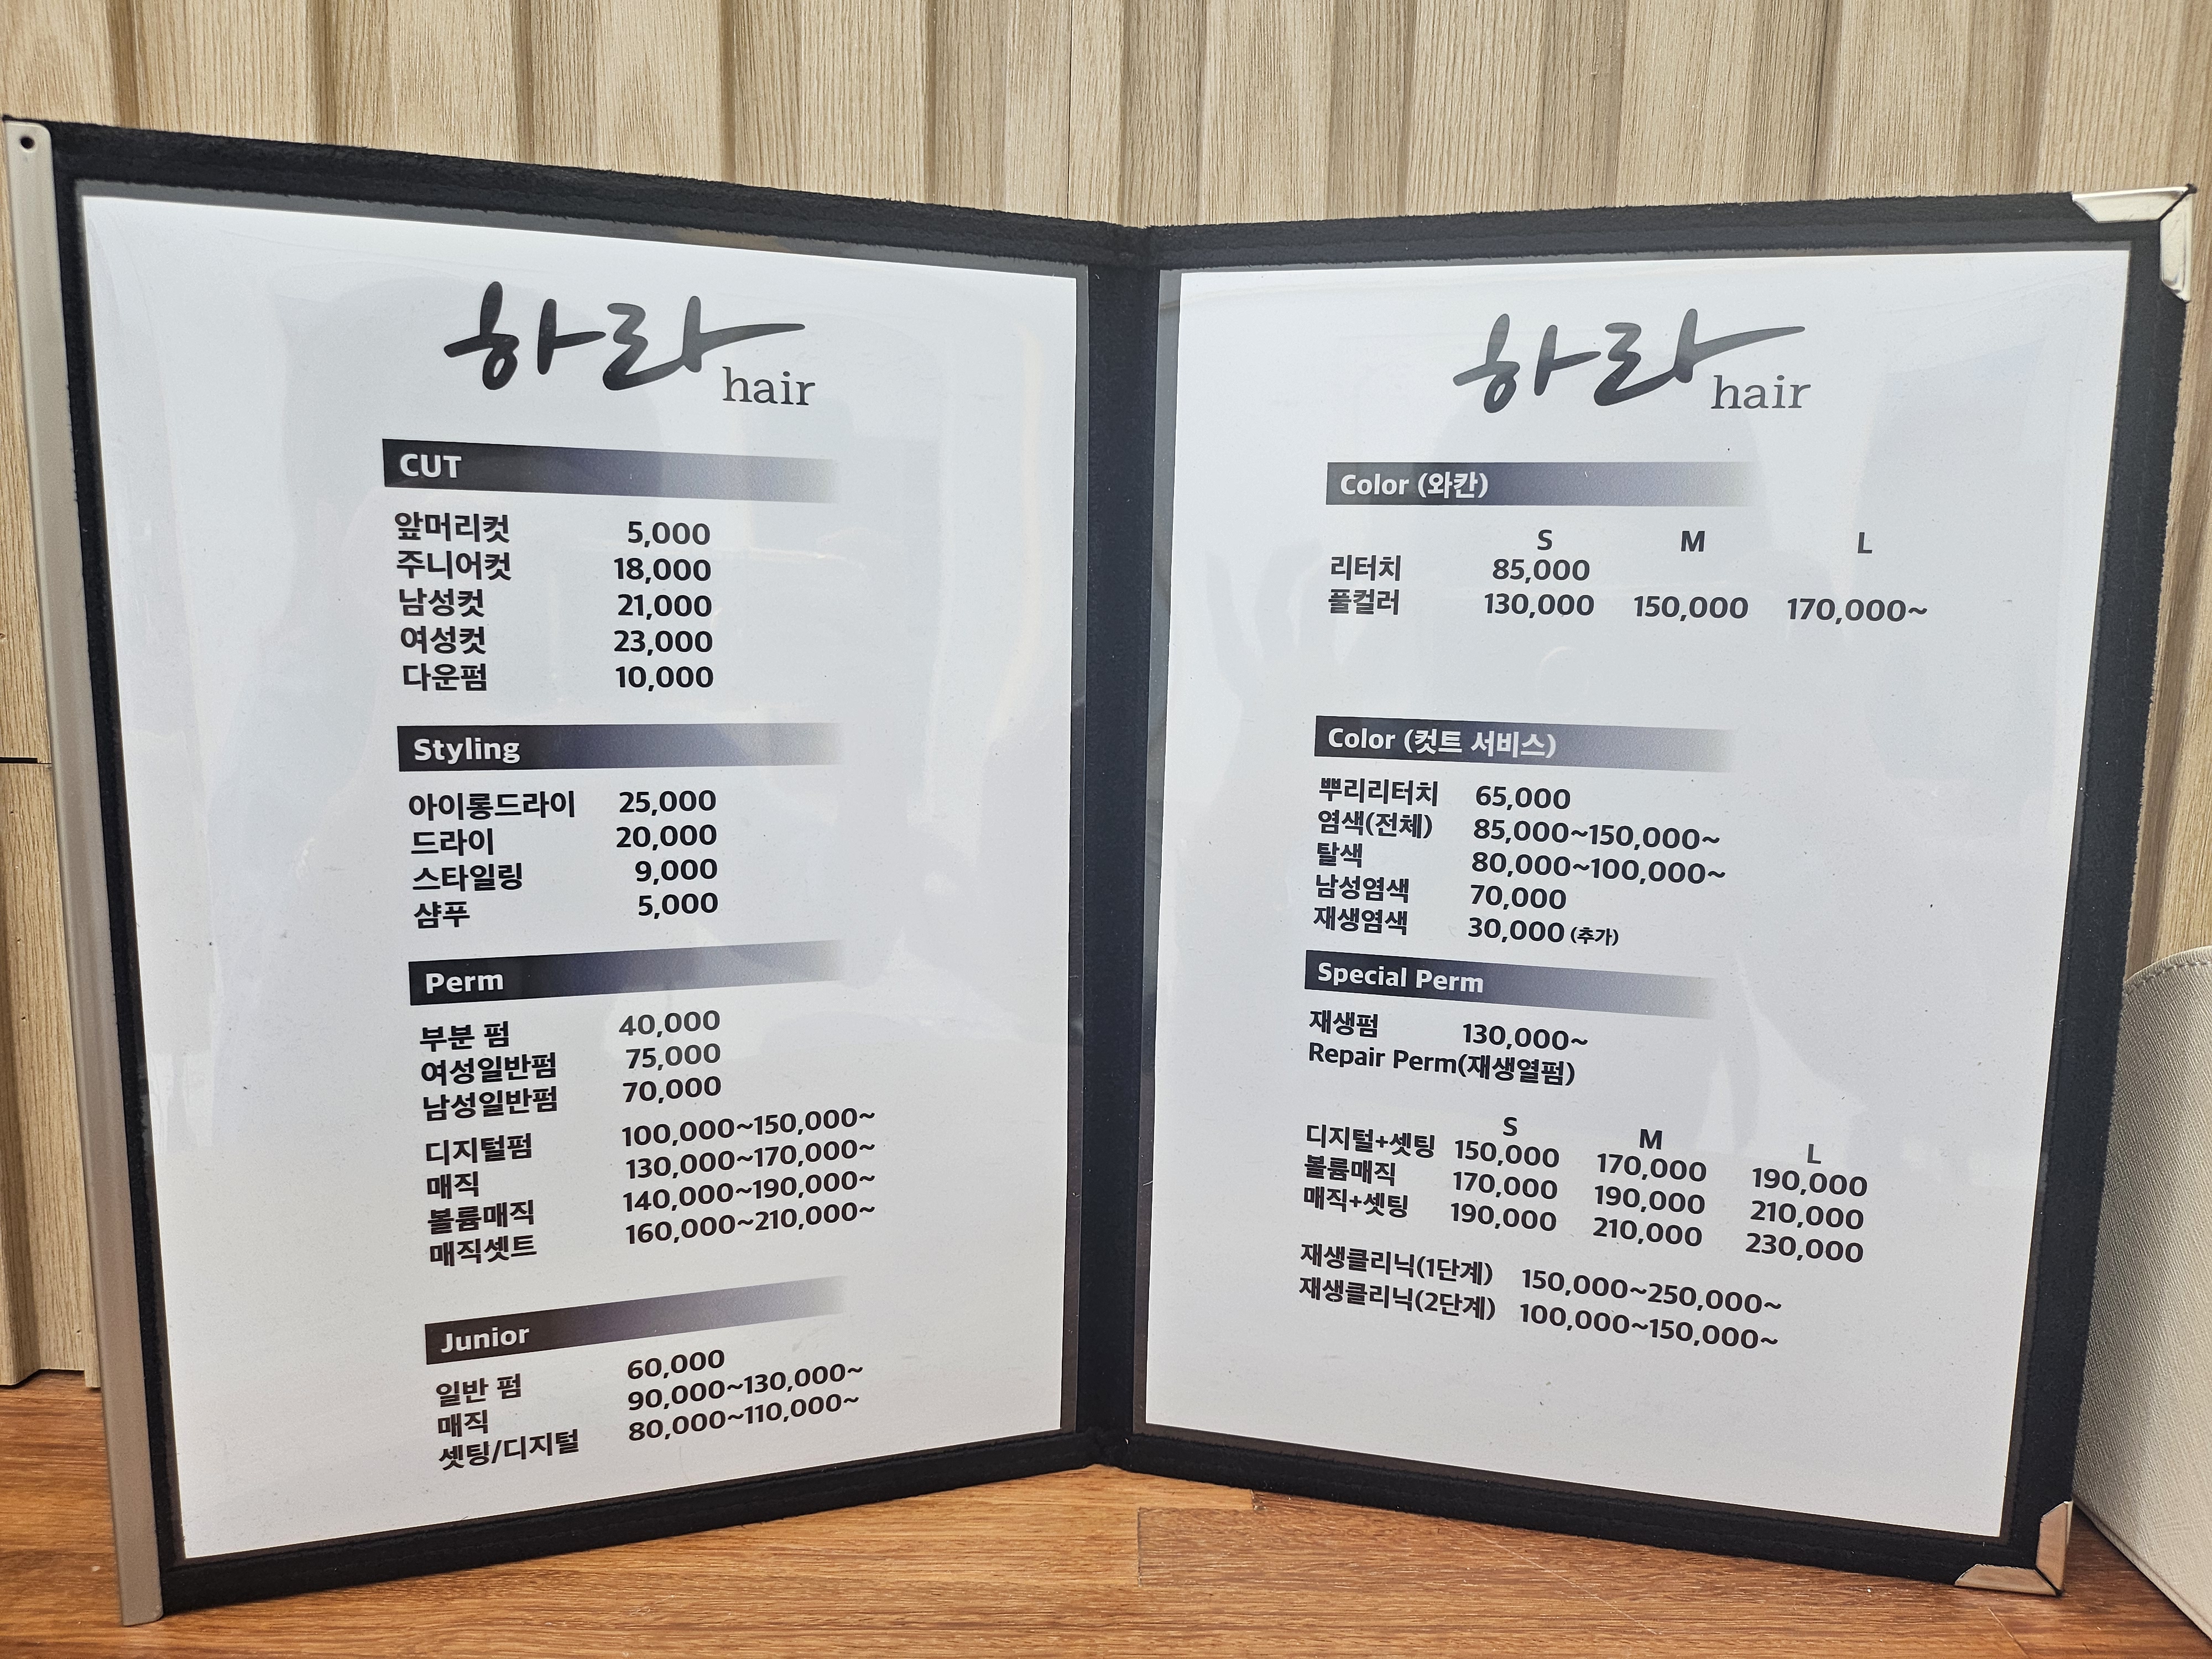 하라 hair
CUT
앞머리컷 5,000
주니어컷 18,000
남성컷 21,000
여성컷 23,000
다운펌 10,000
Styling
아이롱드라이 25,000
드라이 20,000
스타일링 9,000
샴푸 5,000
Perm
부분 펌 40,000
여성일반펌 75,000
남성일반펌 70,000
디지털펌 100,000~150,000~
매직 130,000~170,000~
볼륨매직 140,000~190,000~
매직셋트 160,000~210,000~
Junior
일반 펌 60,000
매직 90,000~130,000~
셋팅/디지털 80,000~110,000~
하라 hair
Color (와칸)
S M L
리터치 85,000
플컬러 130,000 150,000 170,000~
Color (컷트 서비스)
뿌리리터치 65,000
염색(전체) 85,000~150,000~
탈색 80,000~100,000~
남성염색 70,000
재생염색 30,000 (추가)
Special Perm
재생펌 130,000~
Repair Perm(재생열펌)
S M L
디지털+셋팅 150,000 170,000 190,000
볼륨매직 170,000 190,000 210,000
매직+셋팅 190,000 210,000 230,000
재생클리닉(1단계) 150,000~250,000~
재생클리닉(2단계) 100,000~150,000~